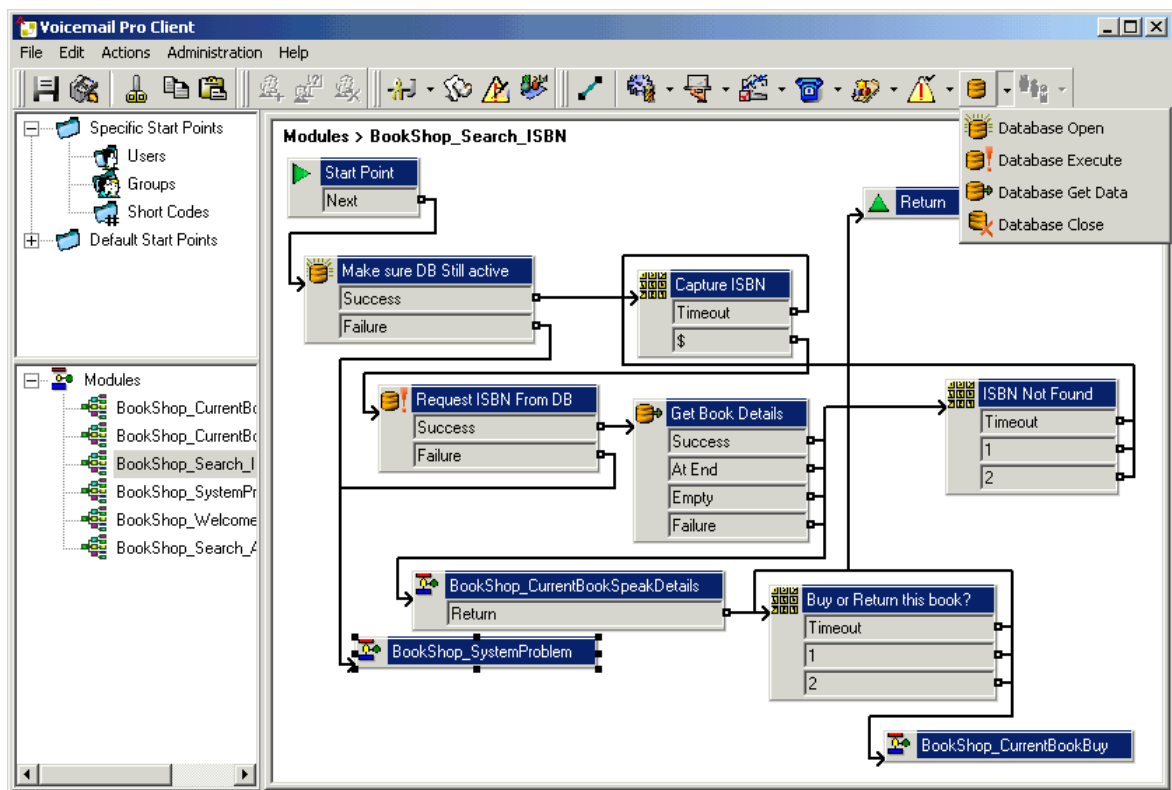 Voicemail Pro Client
File Edit Actions Administration Help
Specific Start Points
Users
Groups
Short Codes
Default Start Points
Modules
BookShop_CurrentBo
BookShop_CurrentBo
BookShop_Search_I
BookShop_SystemPr
BookShop_Welcome
BookShop_Search_A
Modules > BookShop_Search_ISBN
Start Point
Next
Return
Database Open
Database Execute
Database Get Data
Database Close
Make sure DB Still active
Success
Failure
Capture ISBN
Timeout
$
Request ISBN From DB
Success
Failure
Get Book Details
Success
At End
Empty
Failure
ISBN Not Found
Timeout
1
2
BookShop_CurrentBookSpeakDetails
Return
BookShop_SystemProblem
Buy or Return this book?
Timeout
1
2
BookShop_CurrentBookBuy